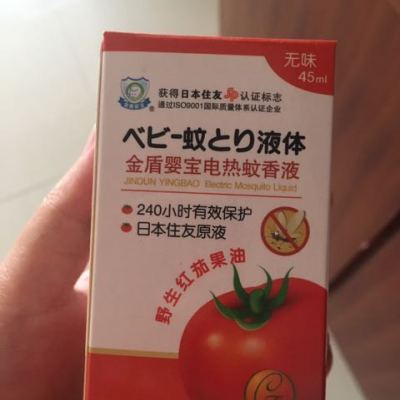 无味
45ml
获得日本住友认证标志
通过ISO9001国际质量体系认证企业
ベビー蚊とり液体
金盾婴宝电热蚊香液
JINDUN YINGBAO Electric Mosquito Liquid
240小时有效保护
日本住友原液
野生红茄果油